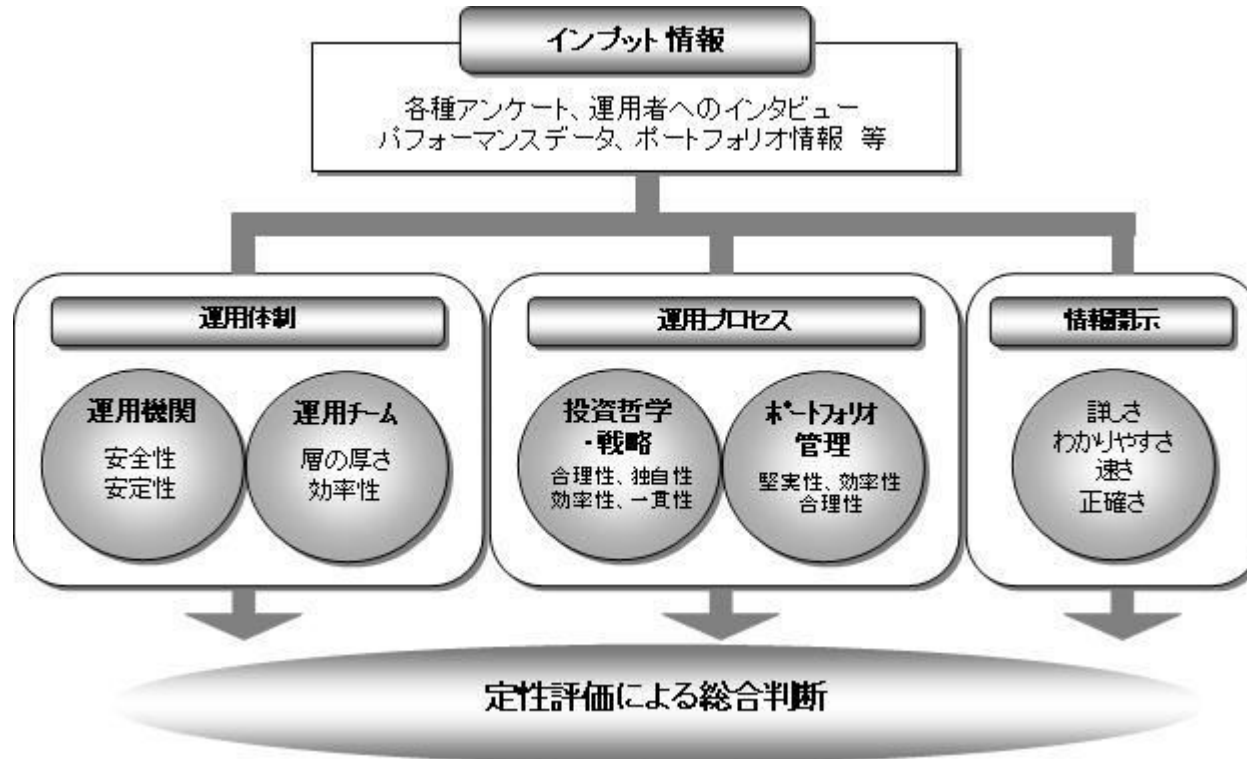 インプット情報
各種アンケート、運用者へのインタビュー
パフォーマンスデータ、ポートフォリオ情報 等
運用体制
運用機関
安全性
安定性
運用チーム
層の厚さ
効率性
運用プロセス
投資哲学
・戦略
合理性、独自性
効率性、一貫性
ポートフォリオ
管理
堅実性、効率性
合理性
情報開示
詳しさ
わかりやすさ
速さ
正確さ
定性評価による総合判断